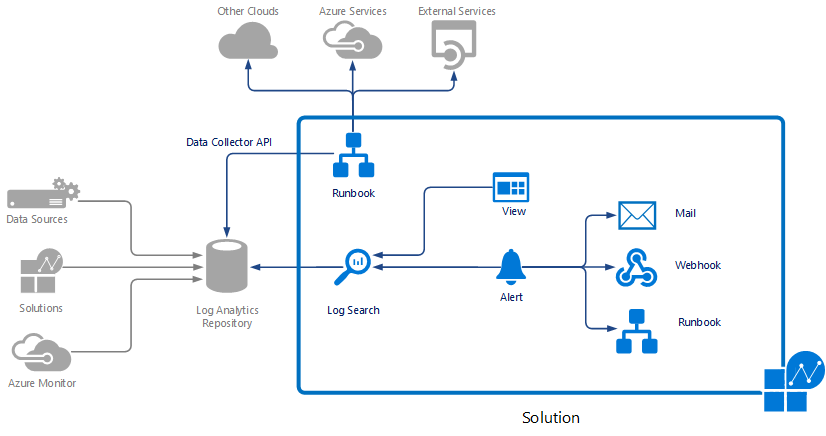 Other Clouds
Azure Services
External Services
Data Collector API
Runbook
Data Sources
View
Mail
Webhook
Solutions
Log Analytics
Repository
Log Search
Alert
Runbook
Azure Monitor
Solution